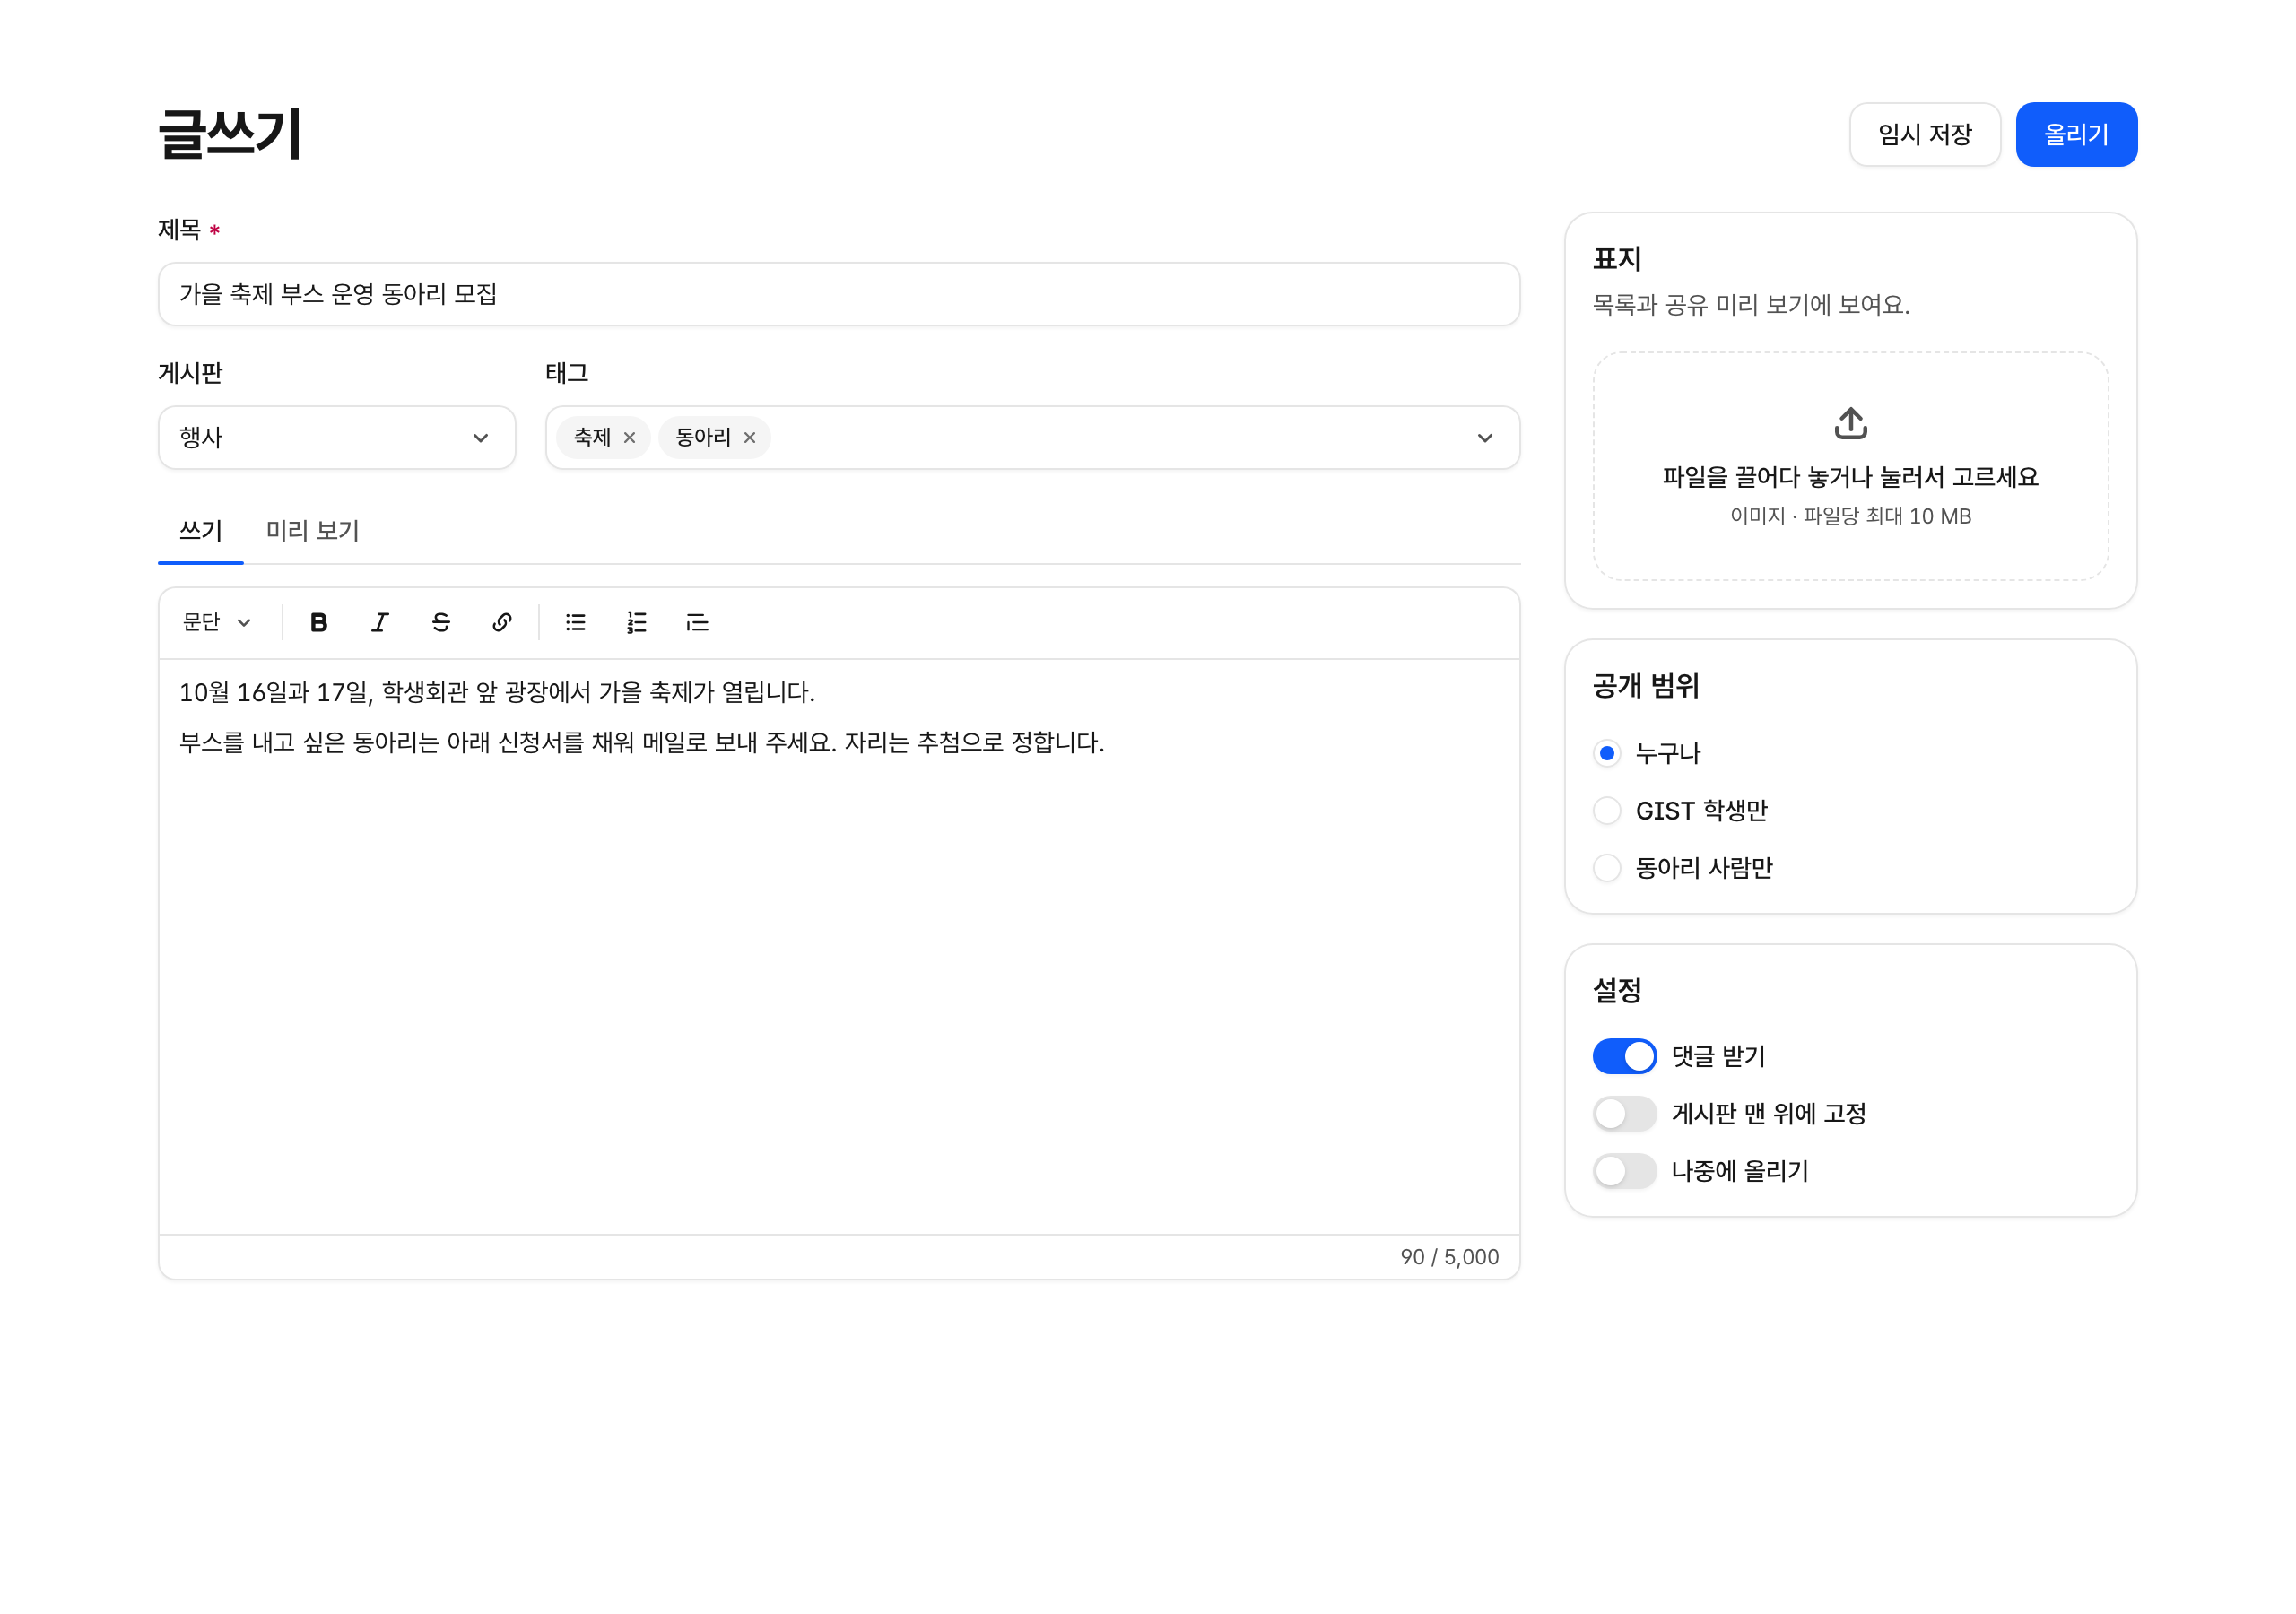 글쓰기
임시 저장
올리기
제목 *
가을 축제 부스 운영 동아리 모집
게시판
태그
행사
축제
동아리
쓰기
미리 보기
문단
10월 16일과 17일, 학생회관 앞 광장에서 가을 축제가 열립니다.
부스를 내고 싶은 동아리는 아래 신청서를 채워 메일로 보내 주세요. 자리는 추첨으로 정합니다.
90 / 5,000
표지
목록과 공유 미리 보기에 보여요.
파일을 끌어다 놓거나 눌러서 고르세요
이미지 · 파일당 최대 10 MB
공개 범위
누구나
GIST 학생만
동아리 사람만
설정
댓글 받기
게시판 맨 위에 고정
나중에 올리기